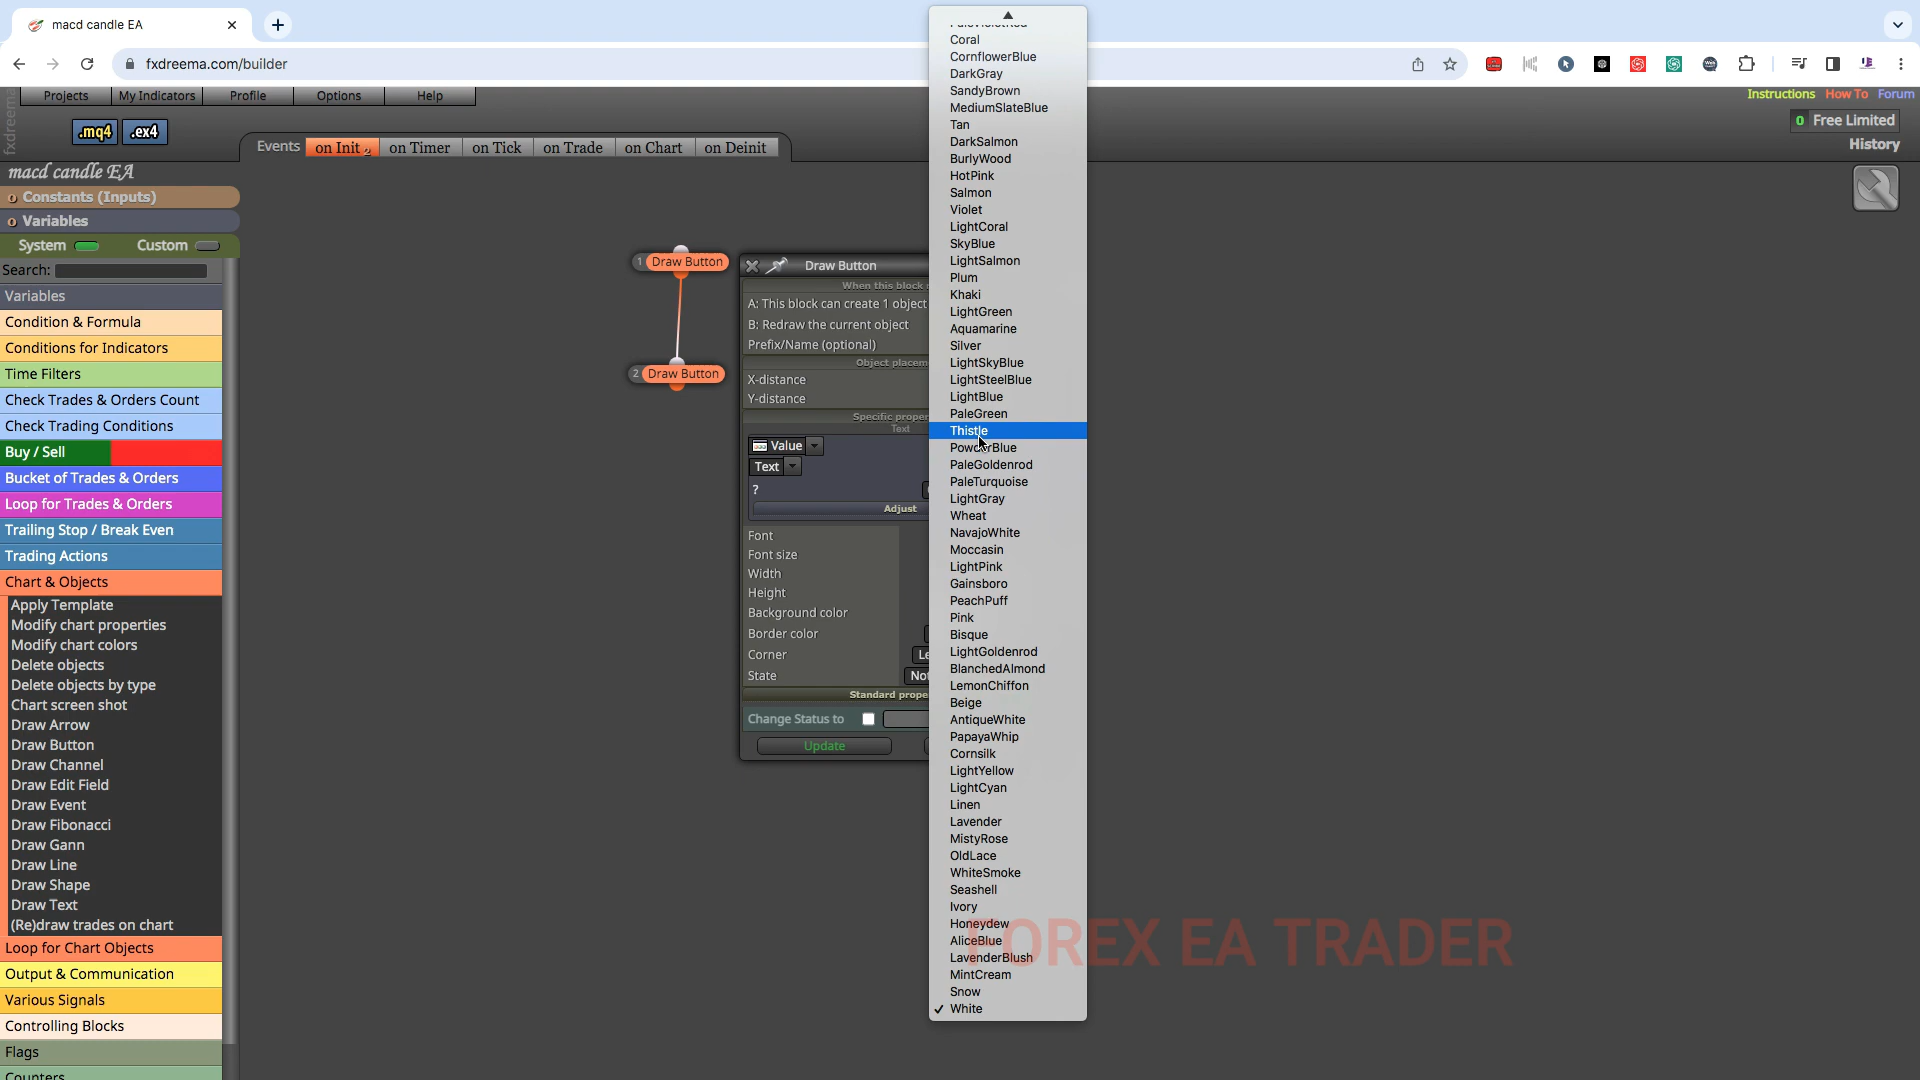 macd candle EA
fxdreema.com/builder
fxdreema
Projects
My Indicators
Profile
Options
Help
Instructions How To Forum
.mq4 .ex4
0 Free Limited
Events on Init 2 on Timer on Tick on Trade on Chart on Deinit
History
macd candle EA
0 Constants (Inputs)
0 Variables
System Custom
Search:
Variables
Condition & Formula
Conditions for Indicators
Time Filters
Check Trades & Orders Count
Check Trading Conditions
Buy / Sell
Bucket of Trades & Orders
Loop for Trades & Orders
Trailing Stop / Break Even
Trading Actions
Chart & Objects
Apply Template
Modify chart properties
Modify chart colors
Delete objects
Delete objects by type
Chart screen shot
Draw Arrow
Draw Button
Draw Channel
Draw Edit Field
Draw Event
Draw Fibonacci
Draw Gann
Draw Line
Draw Shape
Draw Text
(Re)draw trades on chart
Loop for Chart Objects
Output & Communication
Various Signals
Controlling Blocks
Flags
Counters
1 Draw Button
2 Draw Button
Draw Button
When this block
A: This block can create 1 object
B: Redraw the current object
Prefix/Name (optional)
Object
X-distance
Y-distance
Specific
Text
Value
Text
?
Adjust
Font
Font size
Width
Height
Background color
Border color
Corner
State
Standard
Change Status to
Update
Coral
CornflowerBlue
DarkGray
SandyBrown
MediumSlateBlue
Tan
DarkSalmon
BurlyWood
HotPink
Salmon
Violet
LightCoral
SkyBlue
LightSalmon
Plum
Khaki
LightGreen
Aquamarine
Silver
LightSkyBlue
LightSteelBlue
LightBlue
PaleGreen
Thistle
PowderBlue
PaleGoldenrod
PaleTurquoise
LightGray
Wheat
NavajoWhite
Moccasin
LightPink
Gainsboro
PeachPuff
Pink
Bisque
LightGoldenrod
BlanchedAlmond
LemonChiffon
Beige
AntiqueWhite
PapayaWhip
Cornsilk
LightYellow
LightCyan
Linen
Lavender
MistyRose
OldLace
WhiteSmoke
Seashell
Ivory
Honeydew
AliceBlue
LavenderBlush
MintCream
Snow
✓ White
FOREX EA TRADER